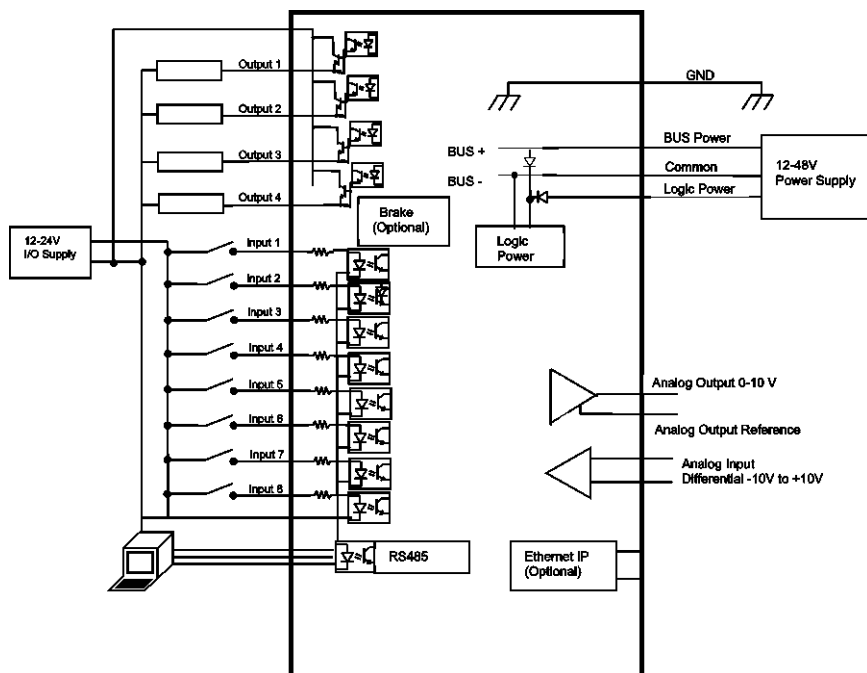 Output 1
GND
Output 2
BUS Power
BUS +
12-48V
Power Supply
Output 3
Common
BUS -
Logic Power
Output 4
Brake
(Optional)
12-24V
I/O Supply
Logic
Power
Input 1
Input 2
Input 3
Input 4
Input 5
Analog Output 0-10 V
Input 6
Analog Output Reference
Input 7
Analog Input
Differential -10V to +10V
Input 8
RS485
Ethernet IP
(Optional)